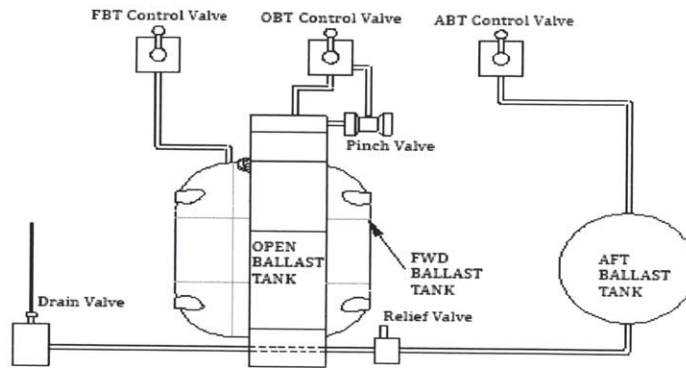 FBT Control Valve
OBT Control Valve
ABT Control Valve
Pinch Valve
OPEN
BALLAST
TANK
FWD
BALLAST
TANK
AFT
BALLAST
TANK
Drain Valve
Relief Valve